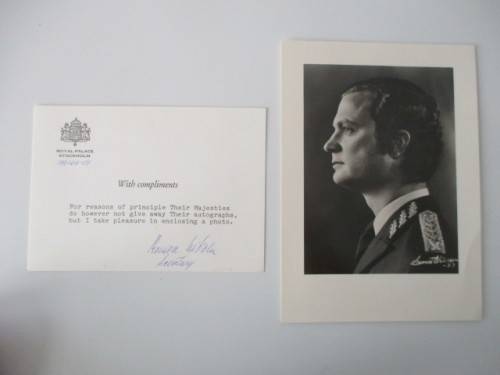 ROYAL PALACE
STOCKHOLM
With compliments
For reasons of principle Their Majesties
do however not give away Their autographs,
but I take pleasure in enclosing a photo.
Secretary